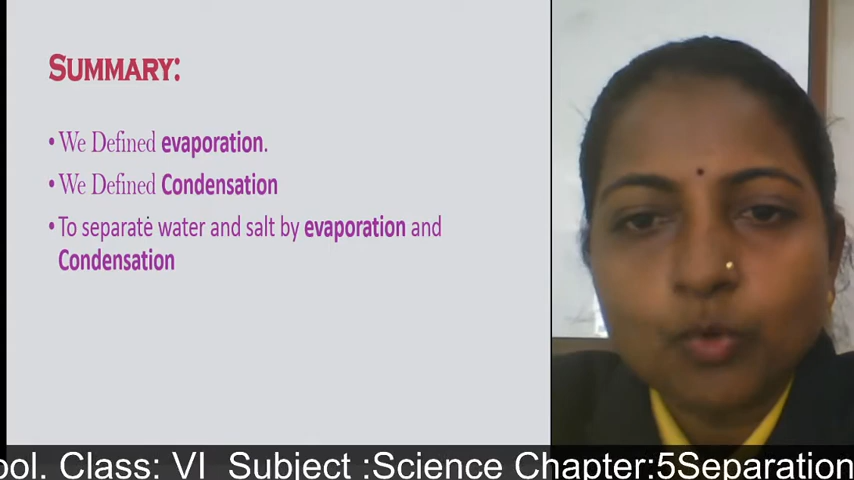 SUMMARY:
• We Defined evaporation.
• We Defined Condensation
• To separate water and salt by evaporation and
Condensation
ool. Class: VI Subject :Science Chapter:5Separation